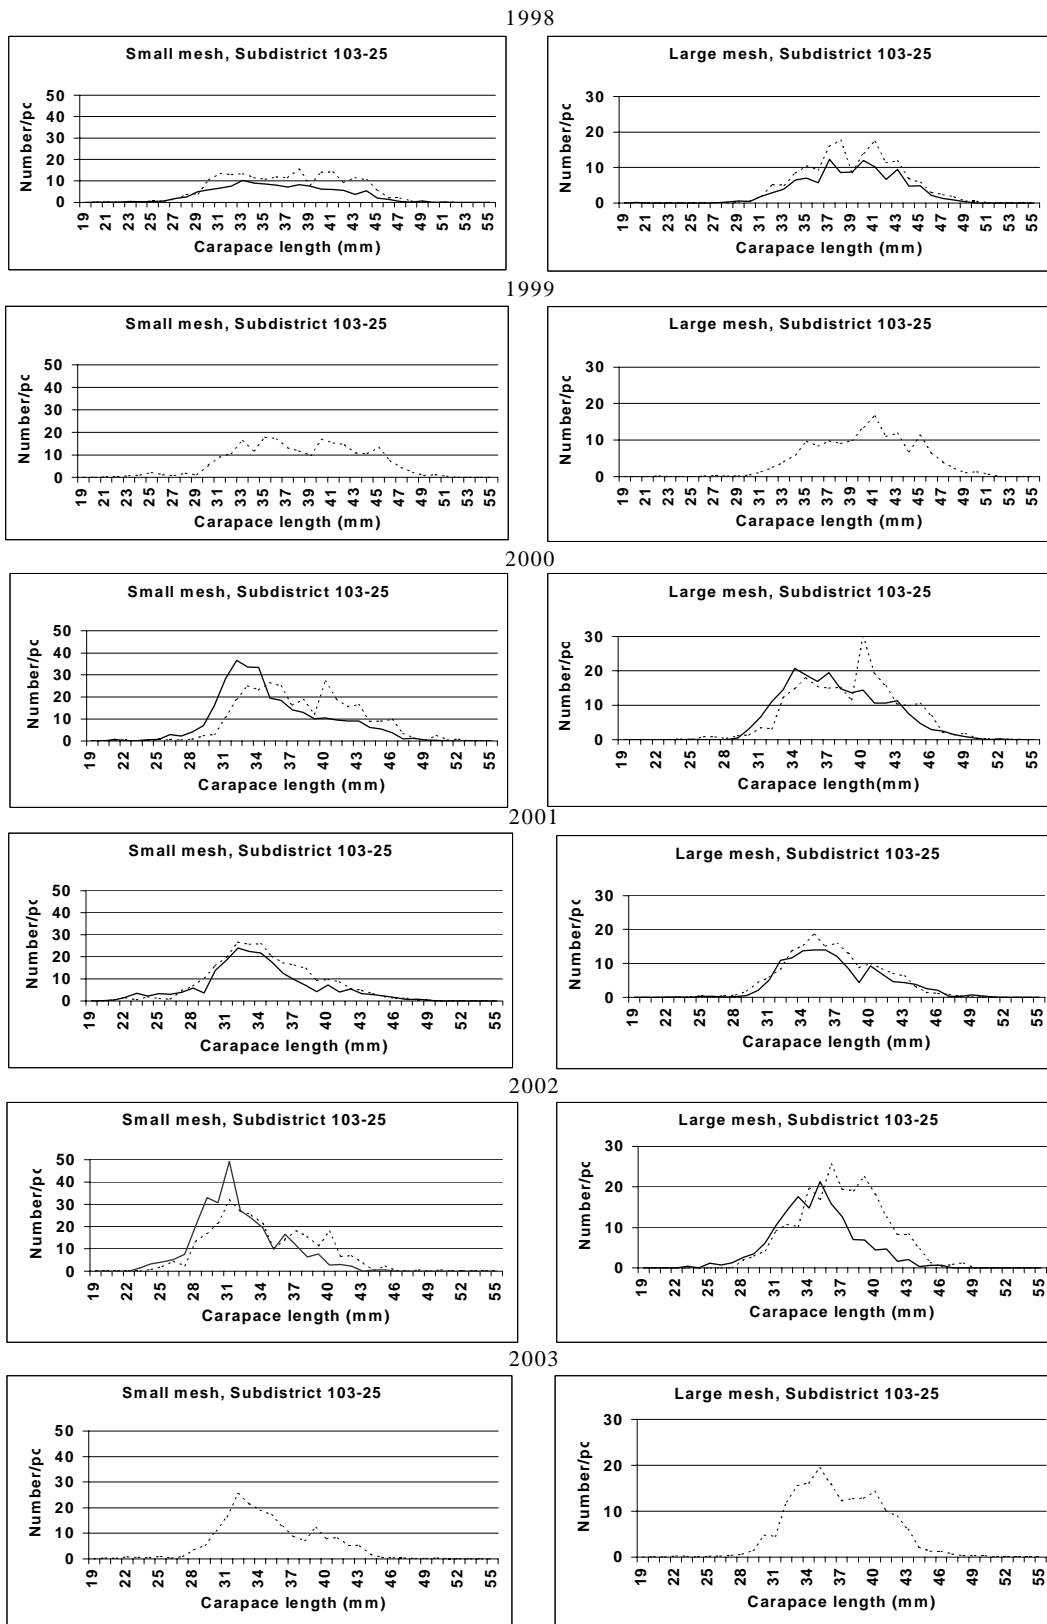 1998
Small mesh, Subdistrict 103-25
Number/pc
50
40
30
20
10
0
19 21 23 25 27 29 31 33 35 37 39 41 43 45 47 49 51 53 55
Carapace length (mm)
Large mesh, Subdistrict 103-25
Number/pc
30
20
10
0
19 21 23 25 27 29 31 33 35 37 39 41 43 45 47 49 51 53 55
Carapace length (mm)
1999
Small mesh, Subdistrict 103-25
Number/pc
50
40
30
20
10
0
19 21 23 25 27 29 31 33 35 37 39 41 43 45 47 49 51 53 55
Carapace length (mm)
Large mesh, Subdistrict 103-25
Number/pc
30
20
10
0
19 21 23 25 27 29 31 33 35 37 39 41 43 45 47 49 51 53 55
Carapace length (mm)
2000
Small mesh, Subdistrict 103-25
Number/pc
50
40
30
20
10
0
19 22 25 28 31 34 37 40 43 46 49 52 55
Carapace length (mm)
Large mesh, Subdistrict 103-25
Number/pc
30
20
10
0
19 22 25 28 31 34 37 40 43 46 49 52 55
Carapace length(mm)
2001
Small mesh, Subdistrict 103-25
Number/pc
50
40
30
20
10
0
19 22 25 28 31 34 37 40 43 46 49 52 55
Carapace length (mm)
Large mesh, Subdistrict 103-25
Number/pc
30
20
10
0
19 22 25 28 31 34 37 40 43 46 49 52 55
Carapace length (mm)
2002
Small mesh, Subdistrict 103-25
Number/pc
50
40
30
20
10
0
19 22 25 28 31 34 37 40 43 46 49 52 55
Carapace length (mm)
Large mesh, Subdistrict 103-25
Number/pc
30
20
10
0
19 22 25 28 31 34 37 40 43 46 49 52 55
Carapace length (mm)
2003
Small mesh, Subdistrict 103-25
Number/pc
50
40
30
20
10
0
19 22 25 28 31 34 37 40 43 46 49 52 55
Carapace length (mm)
Large mesh, Subdistrict 103-25
Number/pc
30
20
10
0
19 22 25 28 31 34 37 40 43 46 49 52 55
Carapace length (mm)